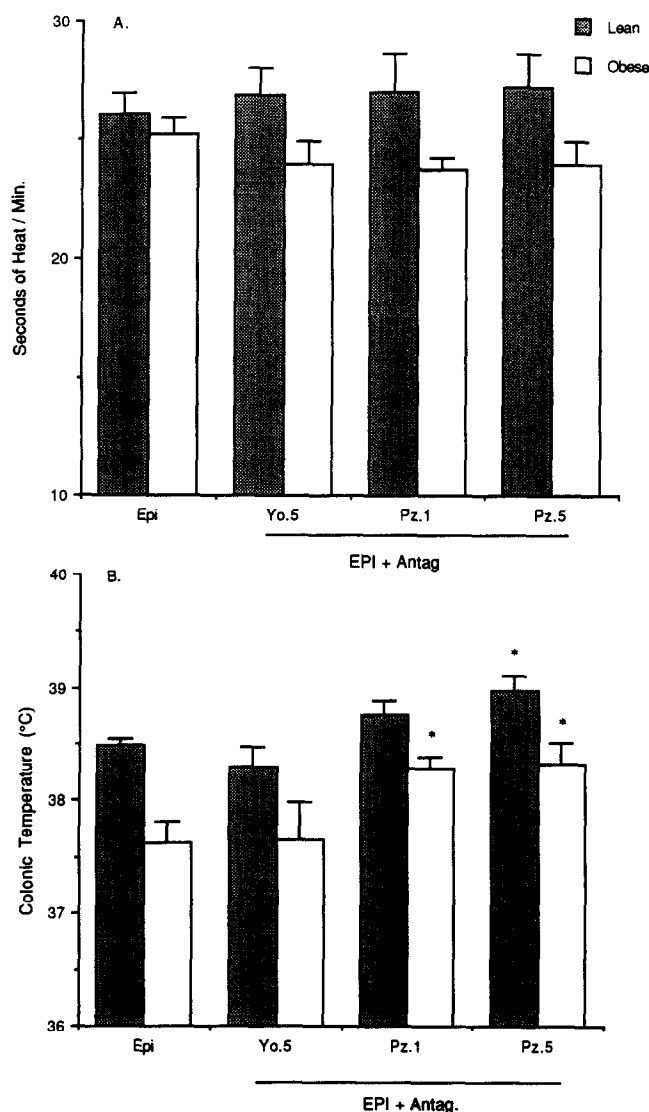 A.
Lean
Obese
30
20
10
Seconds of Heat / Min.
Epi
Yo.5
Pz.1
Pz.5
EPI + Antag
B.
40
39
38
37
36
Colonic Temperature (°C)
*
*
*
Epi
Yo.5
Pz.1
Pz.5
EPI + Antag.